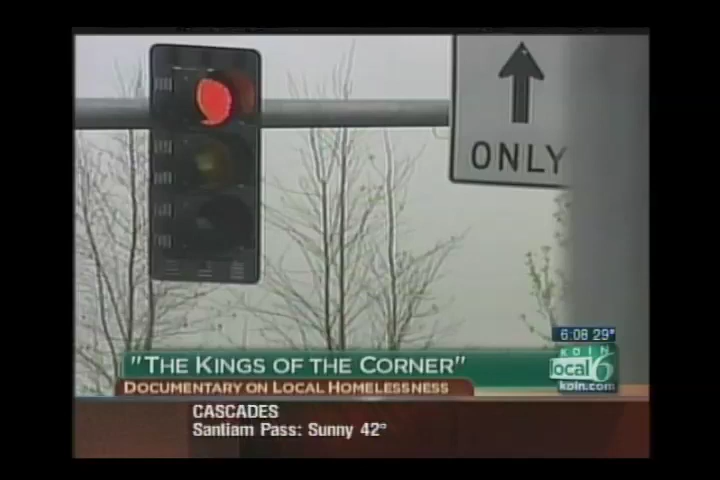 ONLY
6:08 29°
"THE KINGS OF THE CORNER"
KOIN
local 6
koin.com
DOCUMENTARY ON LOCAL HOMELESSNESS
CASCADES
Santiam Pass: Sunny 42°